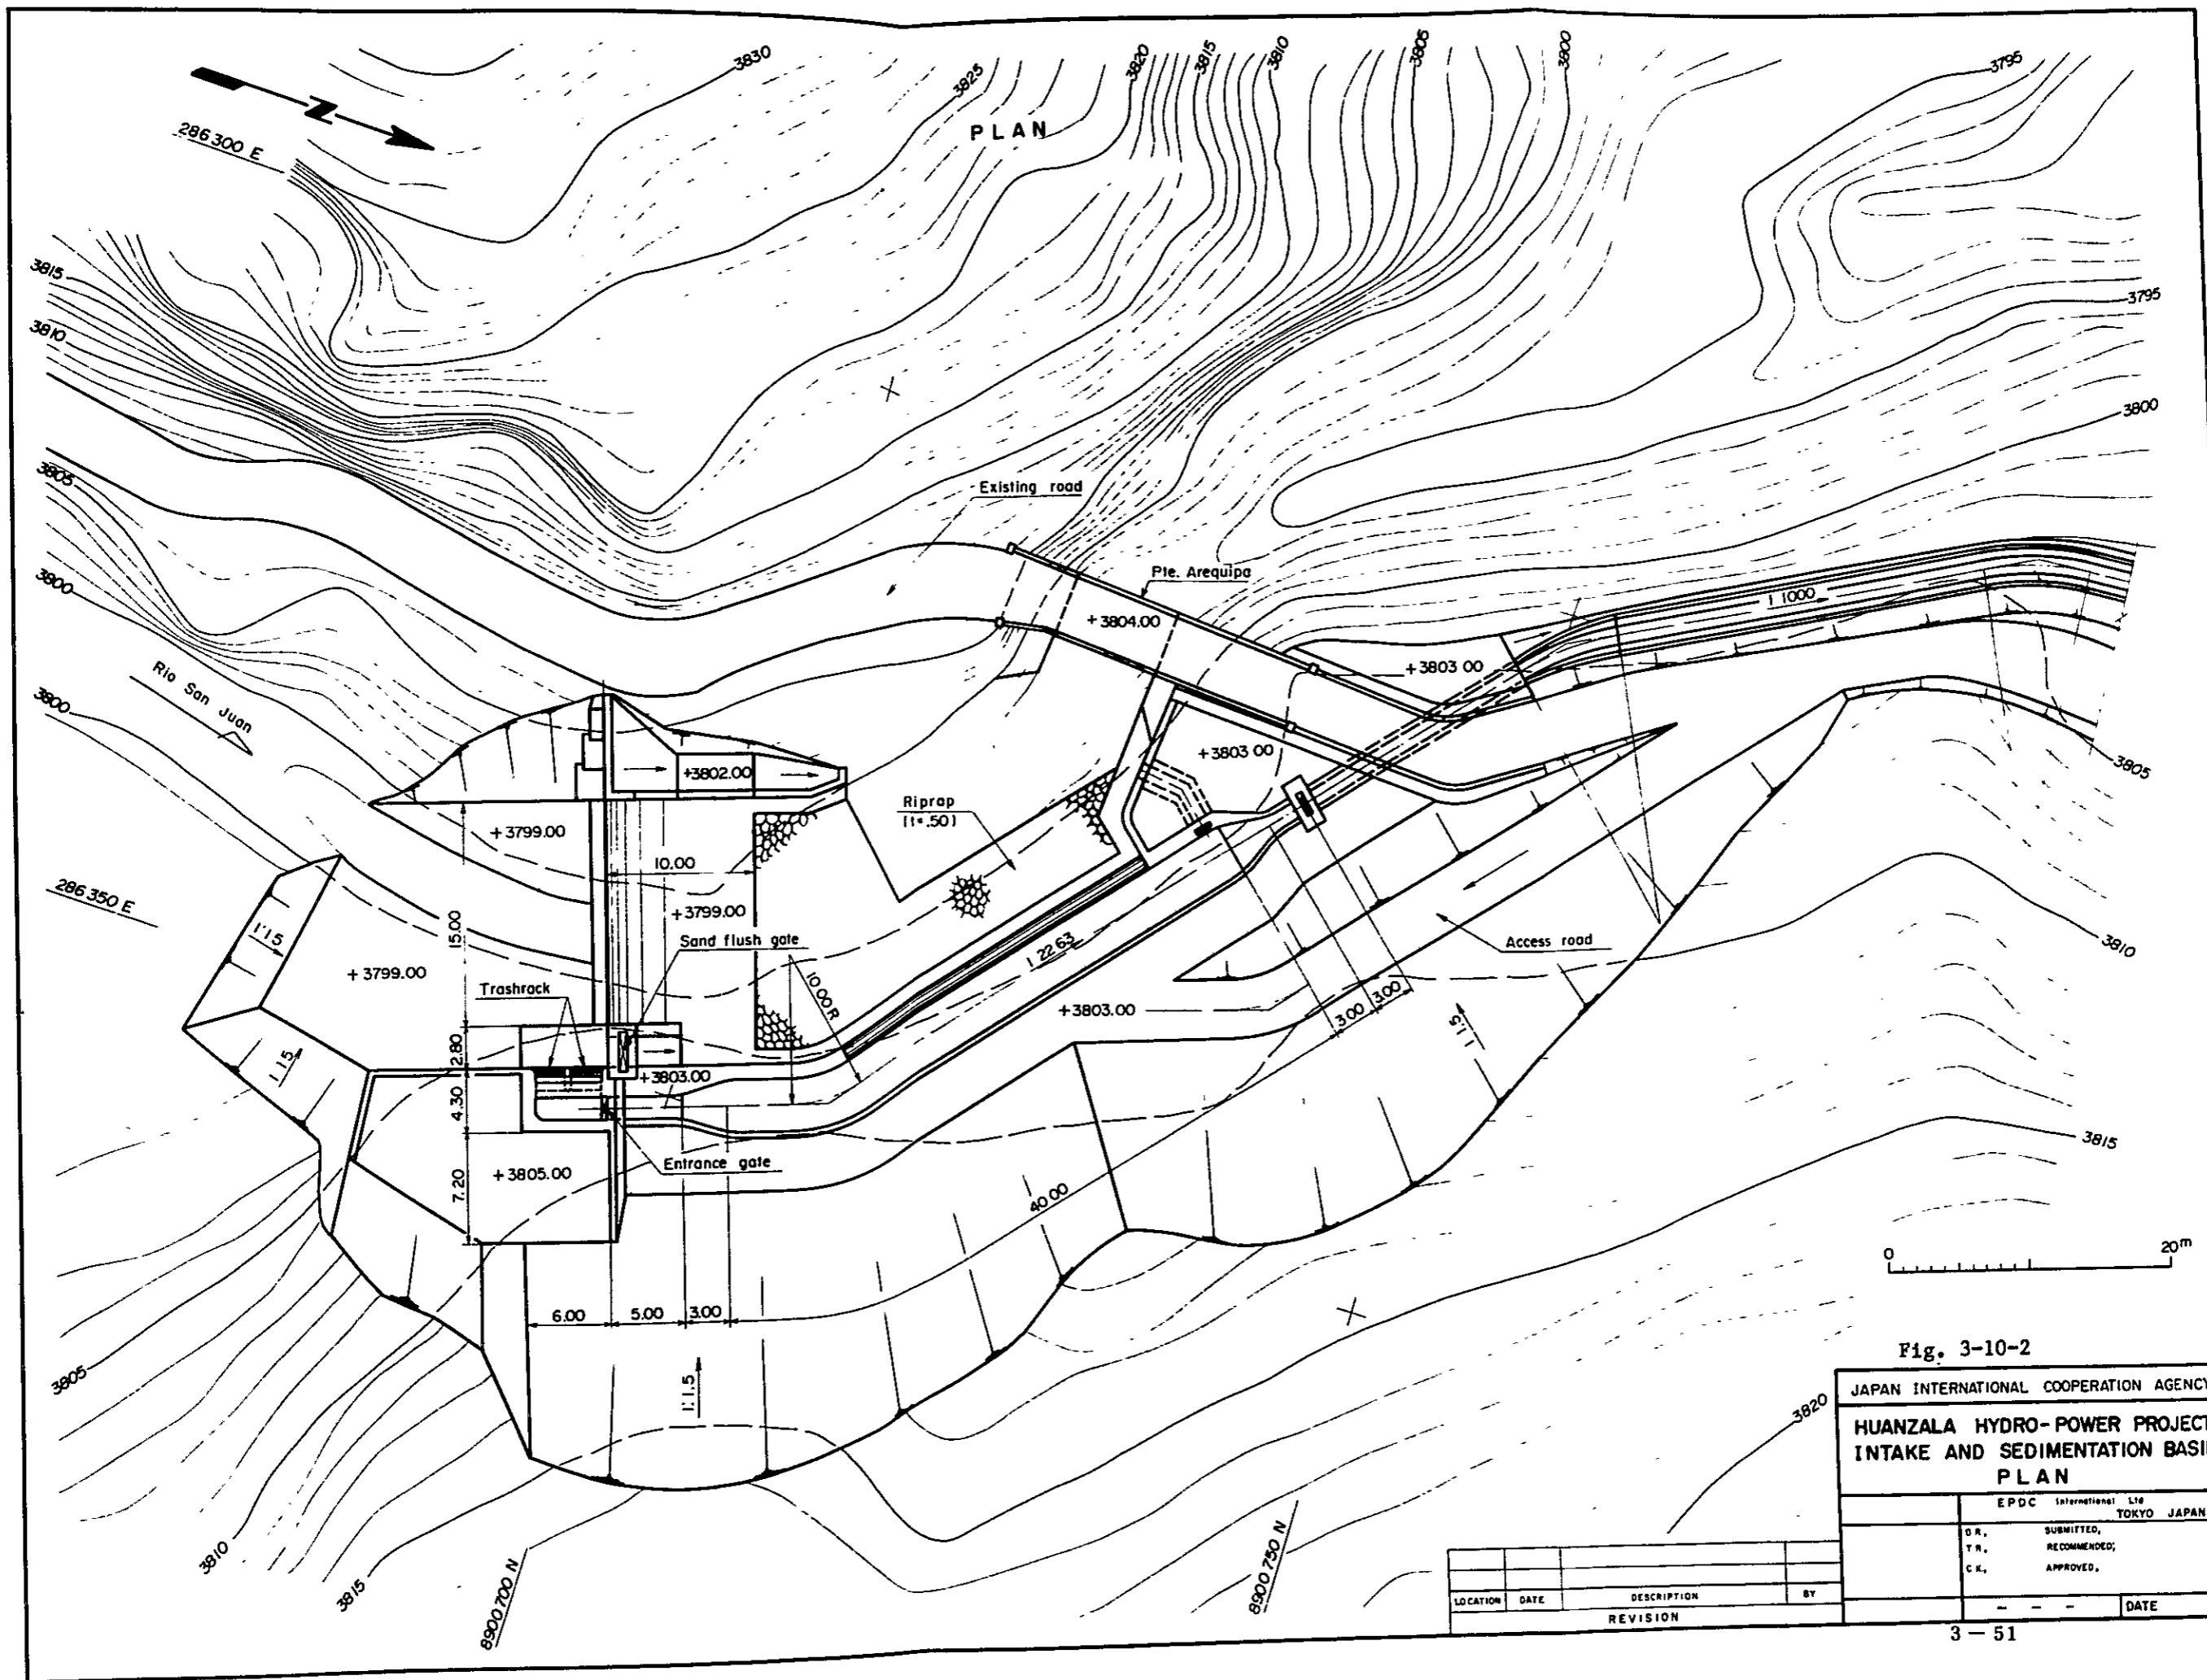 3830
3820
3815
3810
3805
3800
3795
3825
N
286 300 E
PLAN
3815
3810
3795
3800
3805
Existing road
3800
Pte. Arequipa
1 1000
+3804.00
Rio San Juan
3800
+3803 00
+3803 00
3805
+3802.00
Riprap
(t=.50)
+3799.00
10.00
286 350 E
15.00
+3799.00
Sand flush gate
1:1.5
+3799.00
Trashrack
10 00 R
1 22 63
Access road
3810
+3803.00
3.00
3.00
1:1.5
1:1.5
2.80
+3803.00
4.30
3815
Entrance gate
+3805.00
7.20
40 00
0
20m
6.00
5.00
3.00
1:1.5
3805
3820
Fig. 3-10-2
JAPAN INTERNATIONAL COOPERATION AGENCY
HUANZALA HYDRO-POWER PROJECT
INTAKE AND SEDIMENTATION BASI
PLAN
EPDC International Ltd
TOKYO JAPAN
DR. SUBMITTED,
TR. RECOMMENDED,
CK. APPROVED.
3810
3815
8900 700 N
8900 750 N
LOCATION DATE DESCRIPTION BY
REVISION
- - - DATE
3 - 51